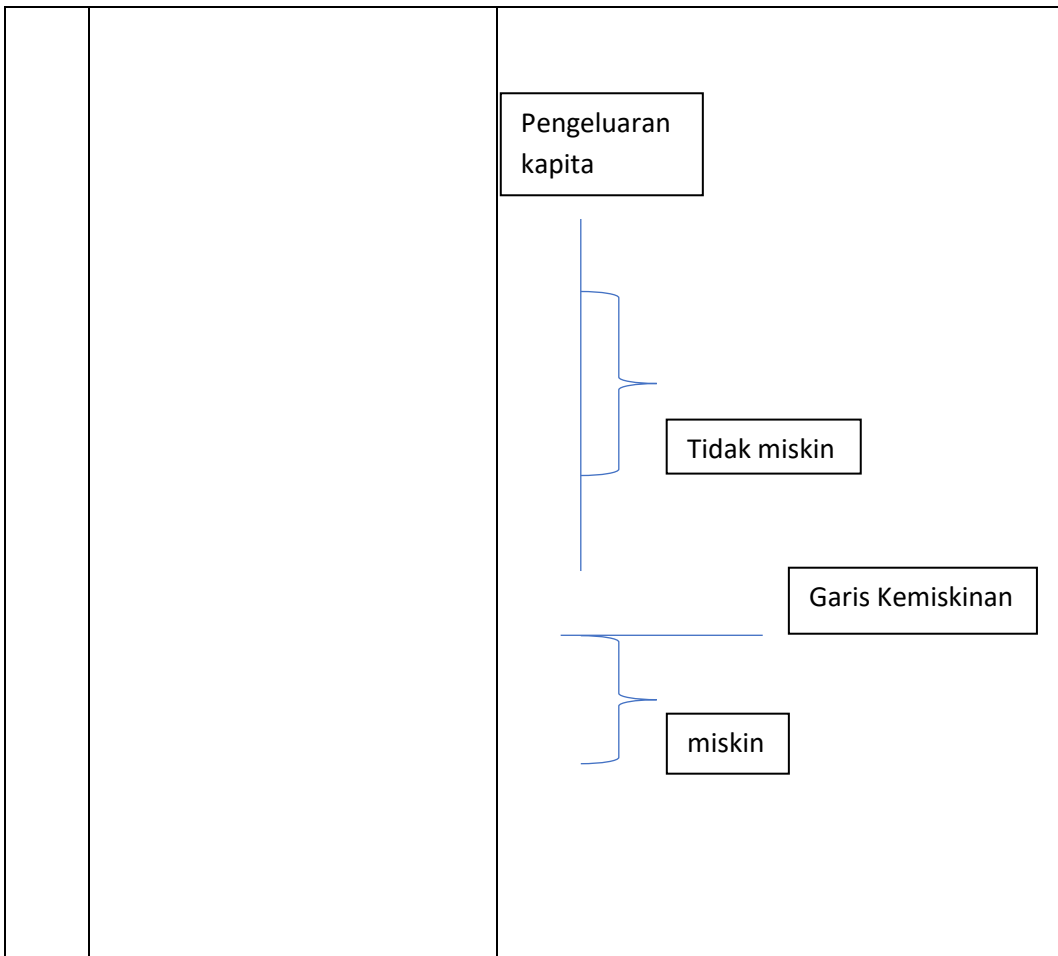 Pengeluaran
kapita
Tidak miskin
Garis Kemiskinan
miskin